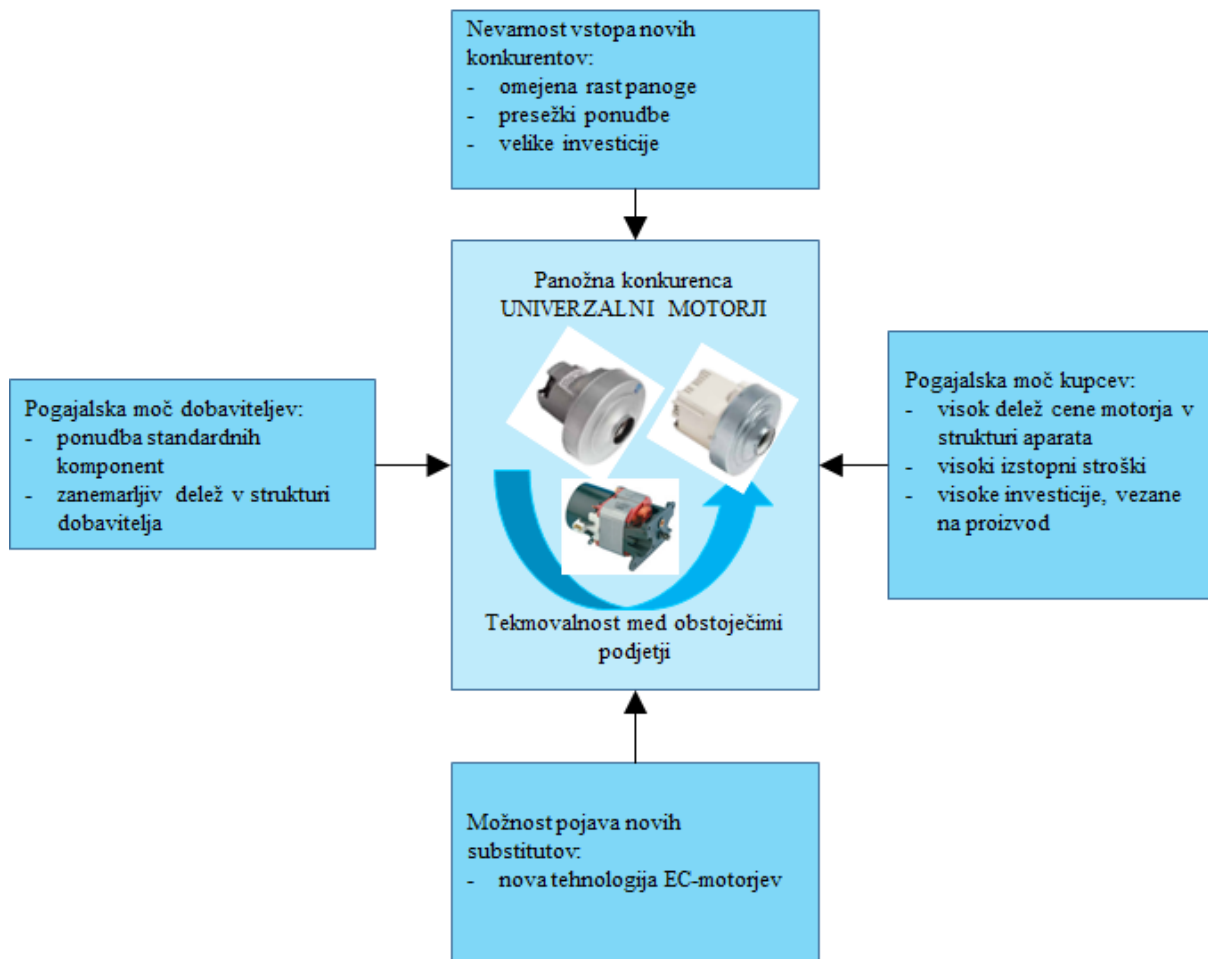 Nevarnost vstopa novih
konkurentov:
- omejena rast panoge
- presežki ponudbe
- velike investicije
Panožna konkurenca
UNIVERZALNI MOTORJI
Tekmovalnost med obstoječimi
podjetji
Pogajalska moč dobaviteljev:
- ponudba standardnih
komponent
- zanemarljiv delež v strukturi
dobavitelja
Pogajalska moč kupcev:
- visok delež cene motorja v
strukturi aparata
- visoki izstopni stroški
- visoke investicije, vezane
na proizvod
Možnost pojava novih
substitutov:
- nova tehnologija EC-motorjev